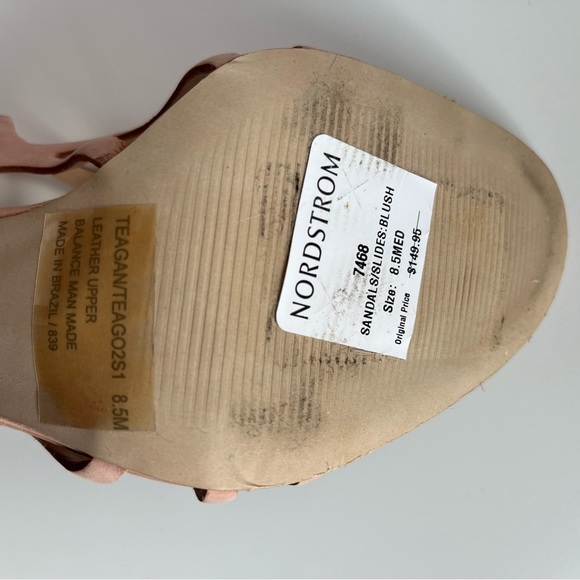 TEAGAN/TEAGO2S1 8.5M
LEATHER UPPER
BALANCE MAN MADE
MADE IN BRAZIL / 839
NORDSTROM
7468
SANDALS/SLIDES:BLUSH
Size: 8.5MED
Original Price $149.95